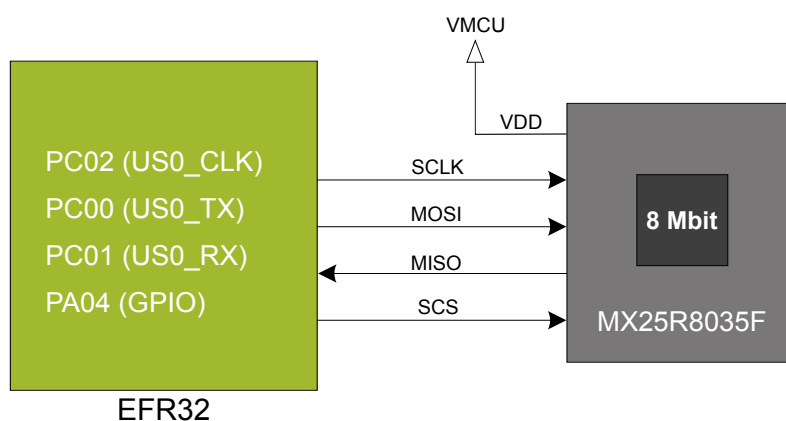 VMCU
VDD
PC02 (US0_CLK)
PC00 (US0_TX)
PC01 (US0_RX)
PA04 (GPIO)
SCLK
MOSI
MISO
SCS
8 Mbit
MX25R8035F
EFR32